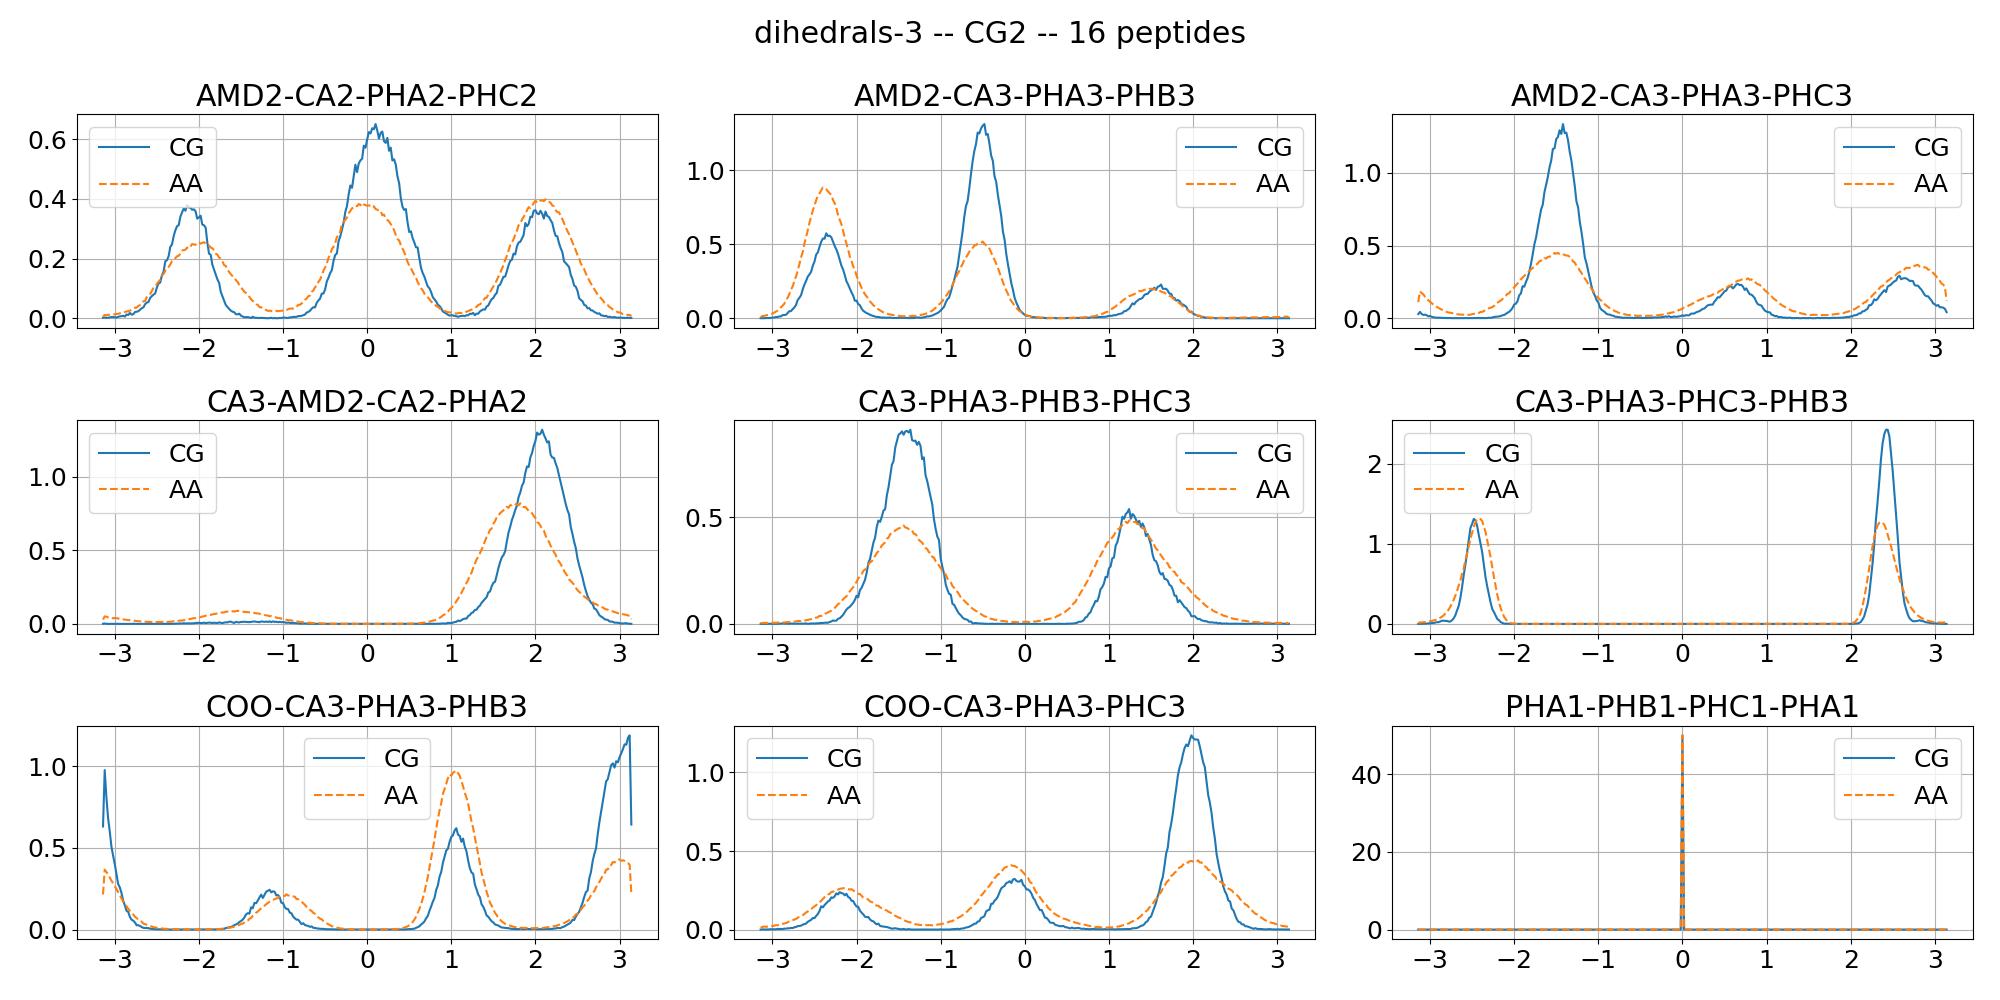 dihedrals-3 -- CG2 -- 16 peptides
AMD2-CA2-PHA2-PHC2
CG
AA
0.6
0.4
0.2
0.0
−3 −2 −1 0 1 2 3
AMD2-CA3-PHA3-PHB3
CG
AA
1.0
0.5
0.0
−3 −2 −1 0 1 2 3
AMD2-CA3-PHA3-PHC3
CG
AA
1.0
0.5
0.0
−3 −2 −1 0 1 2 3
CA3-AMD2-CA2-PHA2
CG
AA
1.0
0.5
0.0
−3 −2 −1 0 1 2 3
CA3-PHA3-PHB3-PHC3
CG
AA
0.5
0.0
−3 −2 −1 0 1 2 3
CA3-PHA3-PHC3-PHB3
CG
AA
2
1
0
−3 −2 −1 0 1 2 3
COO-CA3-PHA3-PHB3
CG
AA
1.0
0.5
0.0
−3 −2 −1 0 1 2 3
COO-CA3-PHA3-PHC3
CG
AA
1.0
0.5
0.0
−3 −2 −1 0 1 2 3
PHA1-PHB1-PHC1-PHA1
CG
AA
40
20
0
−3 −2 −1 0 1 2 3